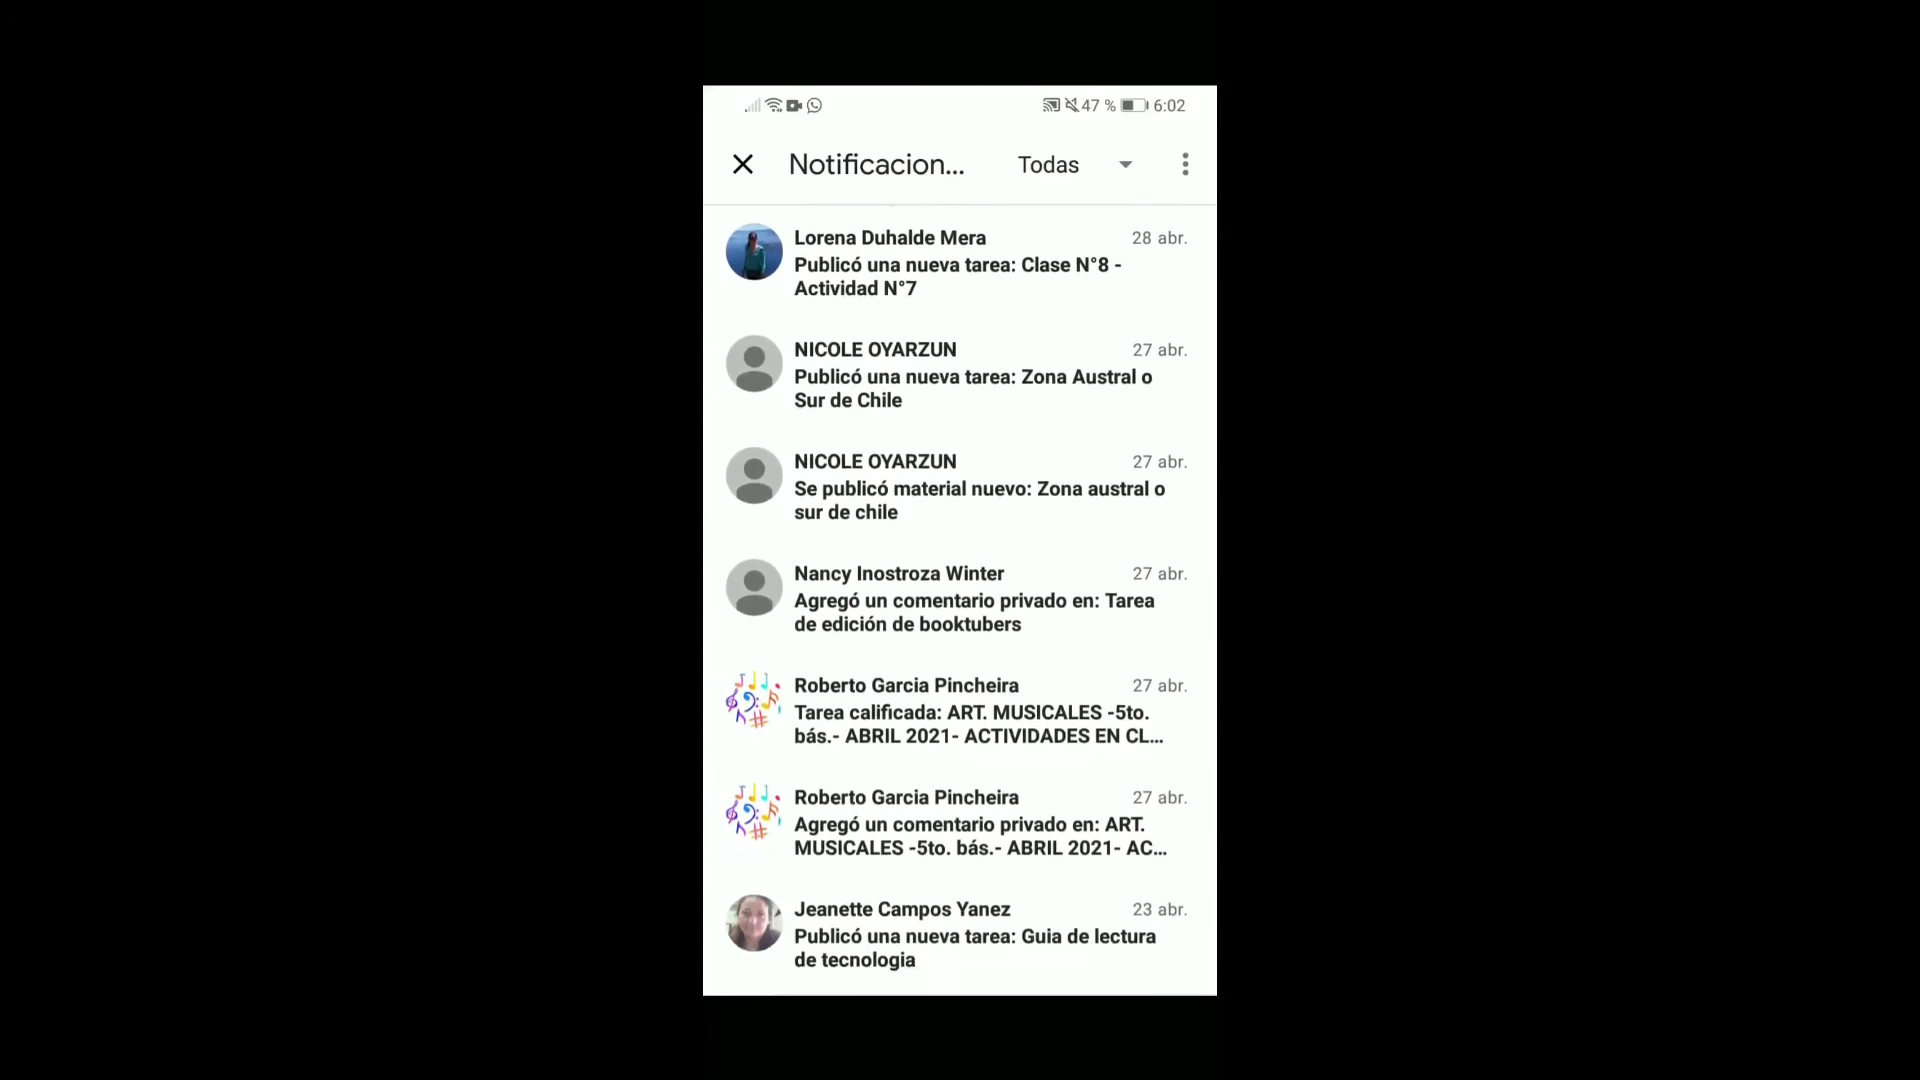 47 % 6:02
Notificacion... Todas
Lorena Duhalde Mera 28 abr.
Publicó una nueva tarea: Clase N°8 -
Actividad N°7
NICOLE OYARZUN 27 abr.
Publicó una nueva tarea: Zona Austral o
Sur de Chile
NICOLE OYARZUN 27 abr.
Se publicó material nuevo: Zona austral o
sur de chile
Nancy Inostroza Winter 27 abr.
Agregó un comentario privado en: Tarea
de edición de booktubers
Roberto Garcia Pincheira 27 abr.
Tarea calificada: ART. MUSICALES -5to.
bás.- ABRIL 2021- ACTIVIDADES EN CL...
Roberto Garcia Pincheira 27 abr.
Agregó un comentario privado en: ART.
MUSICALES -5to. bás.- ABRIL 2021- AC...
Jeanette Campos Yanez 23 abr.
Publicó una nueva tarea: Guia de lectura
de tecnologia